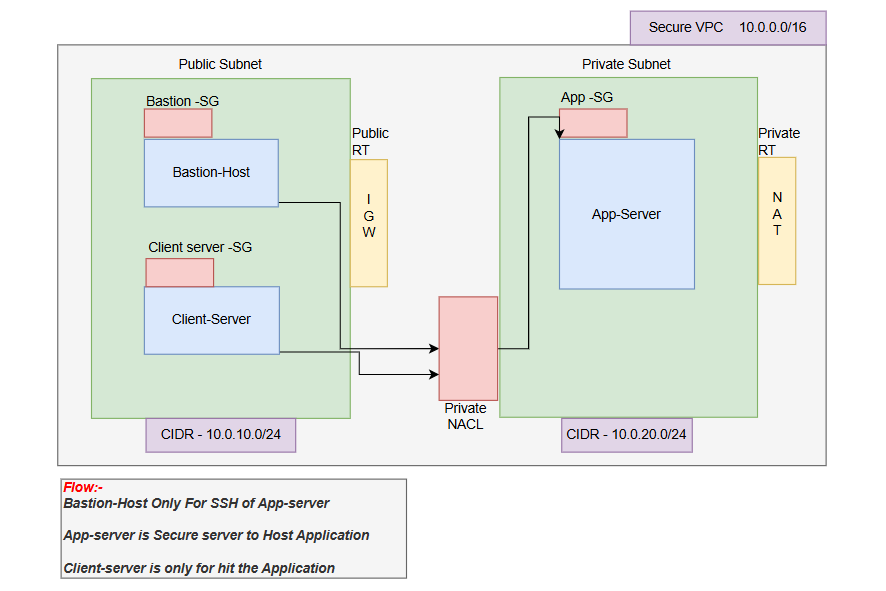 Secure VPC 10.0.0.0/16
Public Subnet
Private Subnet
Bastion -SG
Bastion-Host
Public
RT
I
G
W
Client server -SG
Client-Server
CIDR - 10.0.10.0/24
Private
NACL
App -SG
App-Server
Private
RT
N
A
T
CIDR - 10.0.20.0/24
Flow:-
Bastion-Host Only For SSH of App-server
App-server is Secure server to Host Application
Client-server is only for hit the Application